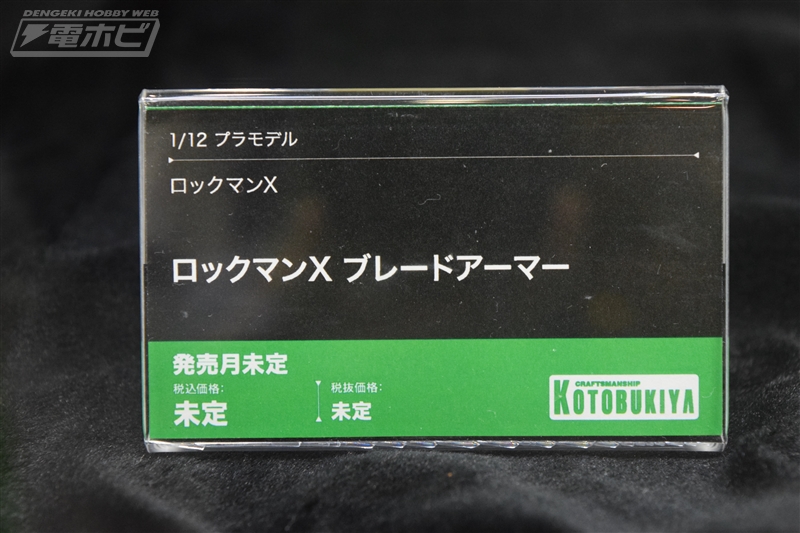 DENGEKI HOBBY WEB
電ホビ
1/12 プラモデル
ロックマンX
ロックマンX ブレードアーマー
発売月未定
税込価格:
未定
税抜価格:
未定
CRAFTSMANSHIP
KOTOBUKIYA